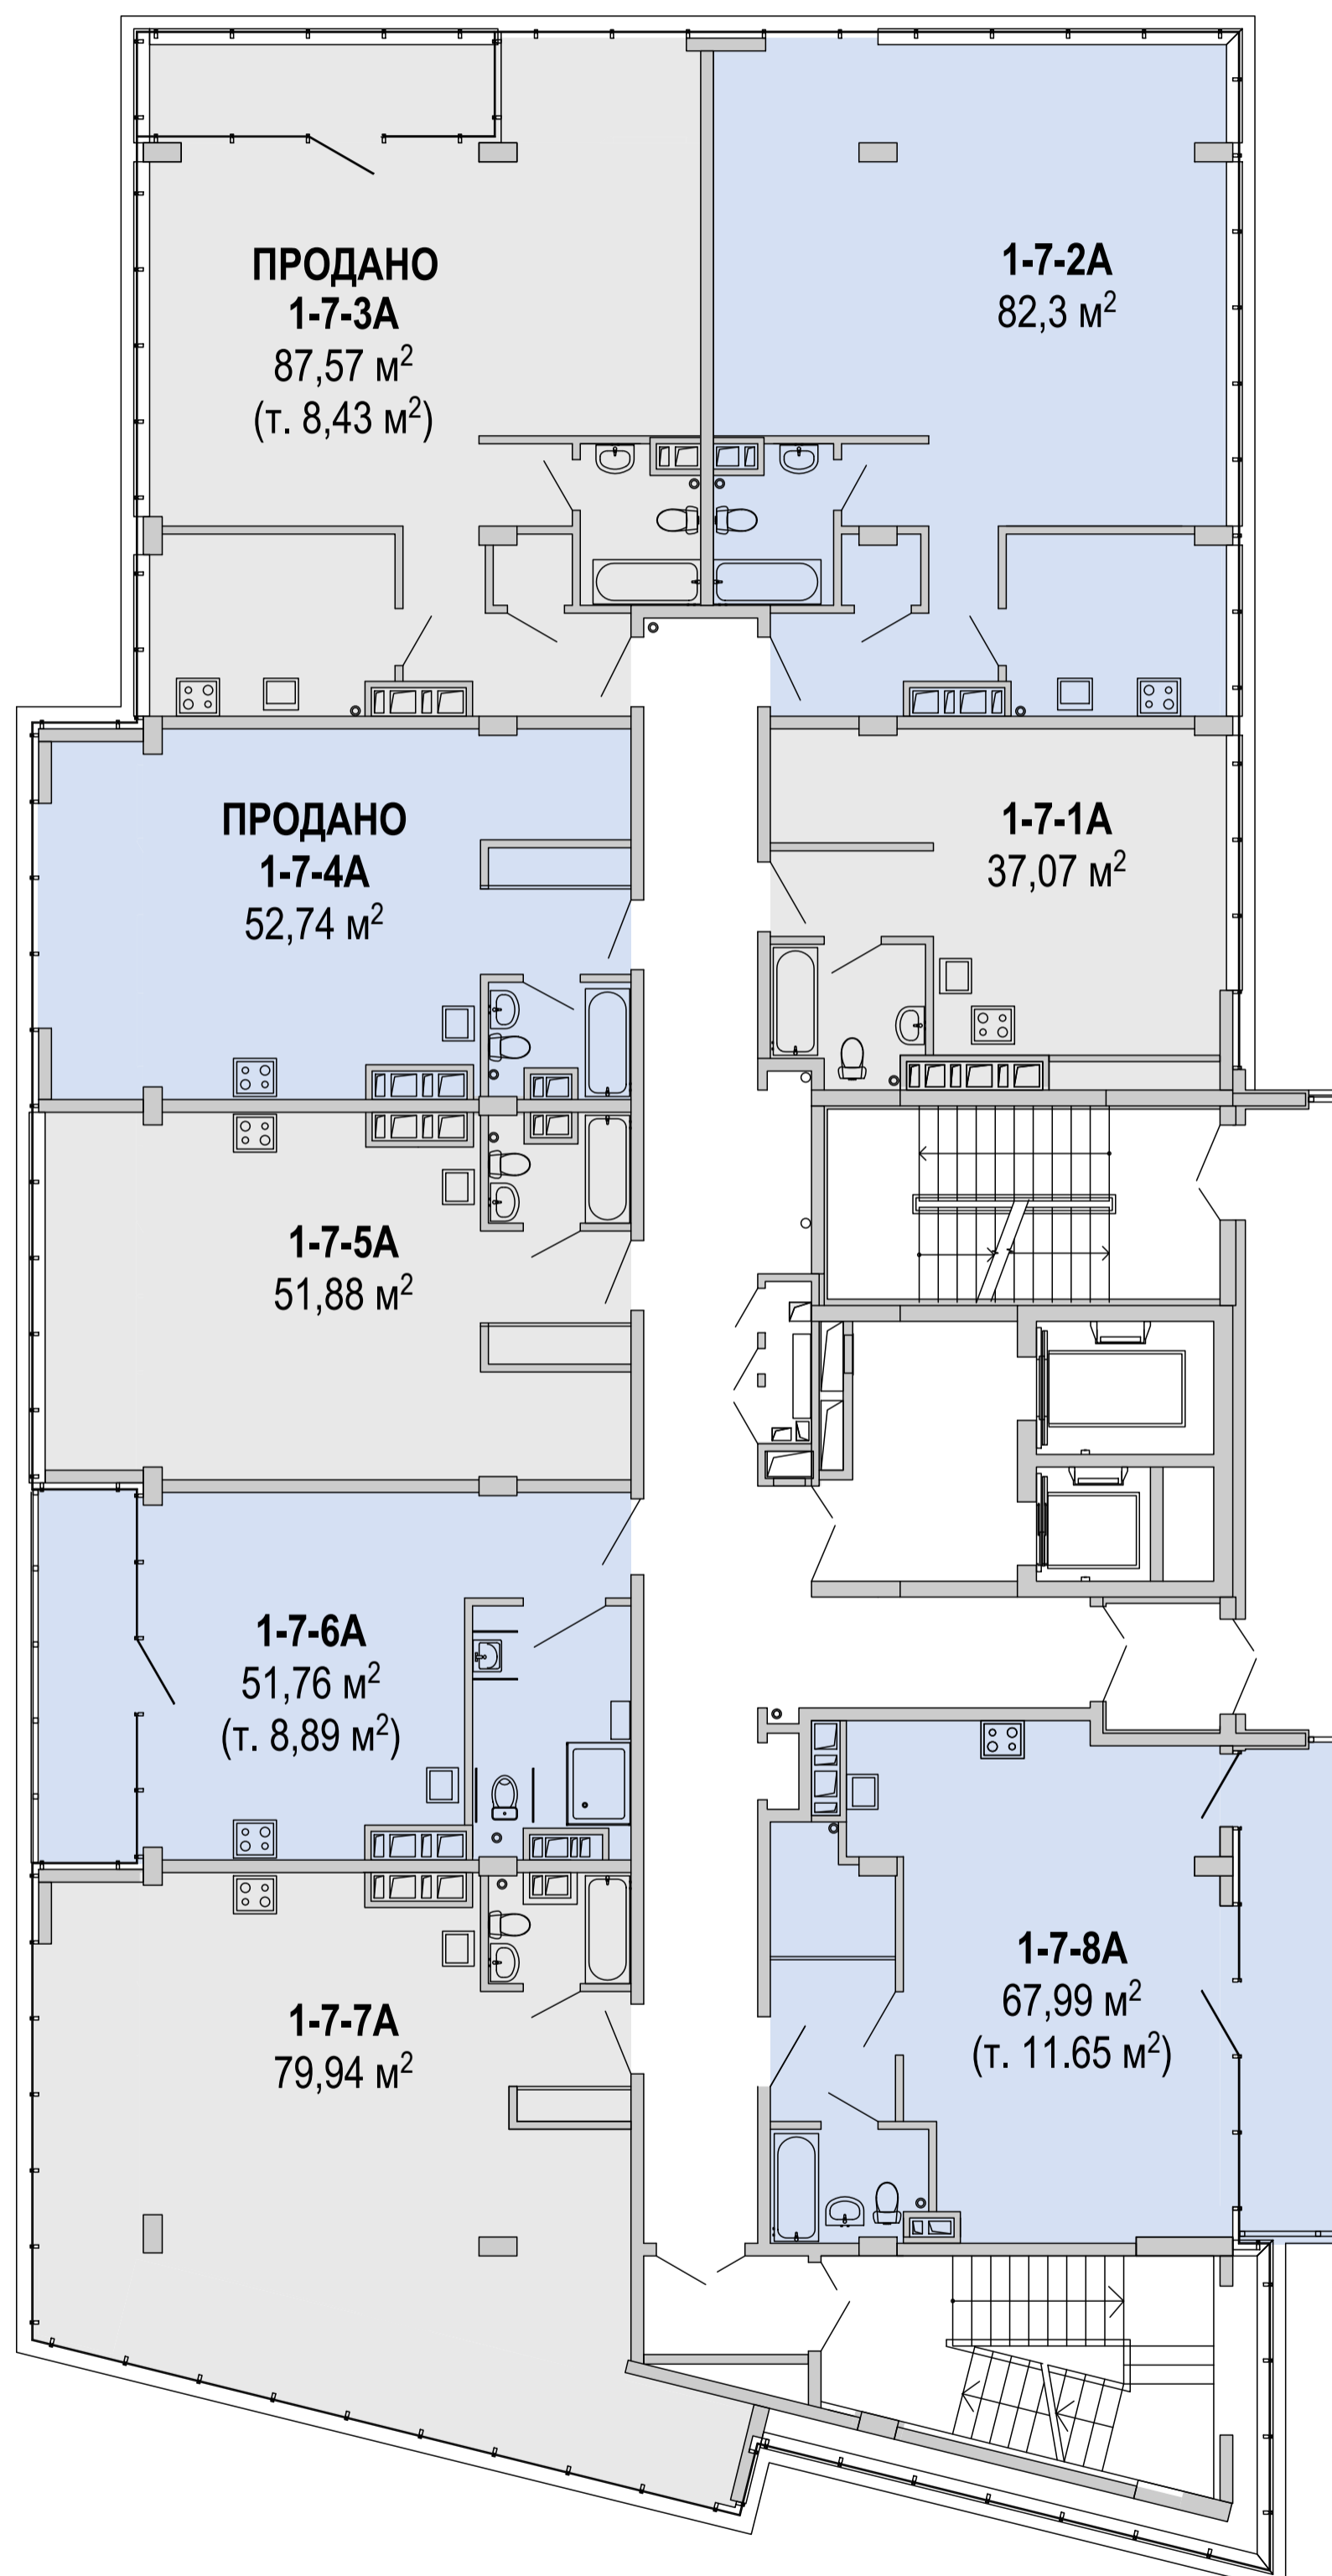 ПРОДАНО
1-7-3А
87,57 м²
(т. 8,43 м²)
1-7-2А
82,3 м²
ПРОДАНО
1-7-4А
52,74 м²
1-7-1А
37,07 м²
1-7-5А
51,88 м²
1-7-6А
51,76 м²
(т. 8,89 м²)
1-7-7А
79,94 м²
1-7-8А
67,99 м²
(т. 11.65 м²)